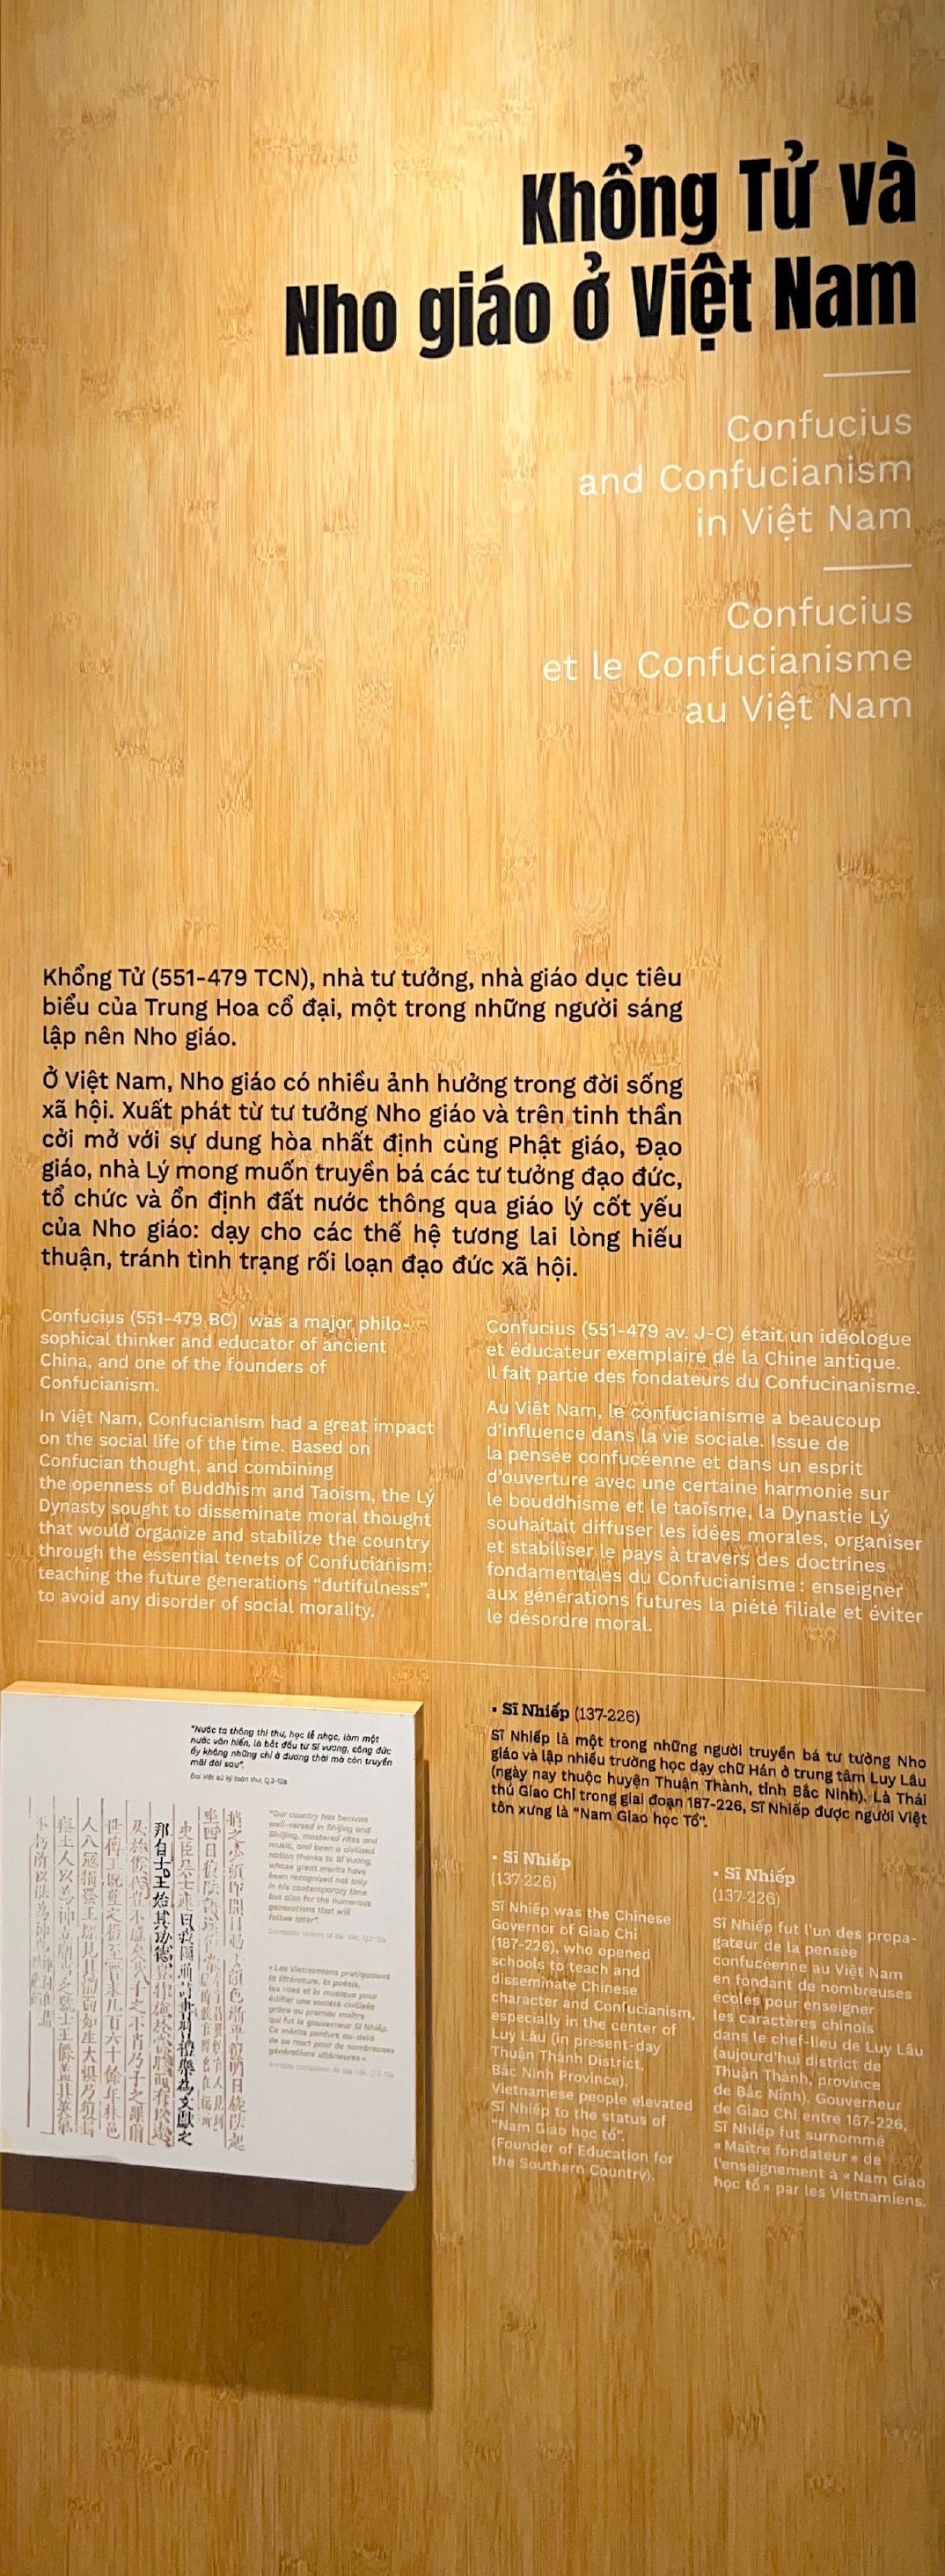 Khổng Tử và
Nho giáo ở Việt Nam
Confucius
and Confucianism
in Việt Nam
Confucius
et le Confucianisme
au Việt Nam
Khổng Tử (551-479 TCN), nhà tư tưởng, nhà giáo dục tiêu
biểu của Trung Hoa cổ đại, một trong những người sáng
lập nên Nho giáo.
Ở Việt Nam, Nho giáo có nhiều ảnh hưởng trong đời sống
xã hội. Xuất phát từ tư tưởng Nho giáo và trên tinh thần
cởi mở với sự dung hòa nhất định cùng Phật giáo, Đạo
giáo, nhà Lý mong muốn truyền bá các tư tưởng đạo đức,
tổ chức và ổn định đất nước thông qua giáo lý cốt yếu
của Nho giáo: dạy cho các thế hệ tương lai lòng hiếu
thuận, tránh tình trạng rối loạn đạo đức xã hội.
Confucius (551-479 BC) was a major philo-
sophical thinker and educator of ancient
China, and one of the founders of
Confucianism.
In Việt Nam, Confucianism had a great impact
on the social life of the time. Based on
Confucian thought, and combining
the openness of Buddhism and Taoism, the Lý
Dynasty sought to disseminate moral thought
that would organize and stabilize the country
through the essential tenets of Confucianism:
teaching the future generations “dutifulness”,
to avoid any disorder of social morality.
Confucius (551-479 av. J-C) était un idéologue
et éducateur exemplaire de la Chine antique.
Il fait partie des fondateurs du Confucinanisme.
Au Việt Nam, le confucianisme a beaucoup
d'influence dans la vie sociale. Issue de
la pensée confucéenne et dans un esprit
d'ouverture avec une certaine harmonie sur
le bouddhisme et le taoïsme, la Dynastie Lý
souhaitait diffuser les idées morales, organiser
et stabiliser le pays à travers des doctrines
fondamentales du Confucianisme : enseigner
aux générations futures la piété filiale et éviter
le désordre moral.
"Nước ta thông thi thư, học lễ nhạc, làm một
nước văn hiến, là bắt đầu từ Sĩ vương, công đức
ấy không những chỉ ở đương thời mà còn truyền
mãi đời sau".
Đại Việt sử ký toàn thư, Q.3-12a
"Our country has become
well-versed in Shijing and
Shujing, mastered rites and
music, and been a civilized
nation thanks to Sĩ Vương,
whose great merits have
been recognized not only
in his contemporary time
but also for the numerous
generations that will
follow later".
« Les Vietnamiens pratiquaient
la littérature, la poésie,
les rites et la musique pour
édifier une société civilisée
grâce au premier maître
qui fut le gouverneur Sĩ Nhiếp.
Ce mérite perdure au-delà
de sa mort pour de nombreuses
générations ultérieures ».
史臣吳士連曰我國通詩書習禮樂為文獻之
邦自士王始其功德
▪ Sĩ Nhiếp (137-226)
Sĩ Nhiếp là một trong những người truyền bá tư tưởng Nho
giáo và lập nhiều trường học dạy chữ Hán ở trung tâm Luy Lâu
(ngày nay thuộc huyện Thuận Thành, tỉnh Bắc Ninh). Là Thái
thú Giao Chỉ trong giai đoạn 187-226, Sĩ Nhiếp được người Việt
tôn xưng là "Nam Giao học Tổ".
▪ Sĩ Nhiếp
(137-226)
Sĩ Nhiếp was the Chinese
Governor of Giao Chỉ
(187-226), who opened
schools to teach and
disseminate Chinese
character and Confucianism,
especially in the center of
Luy Lâu (in present-day
Thuận Thành District,
Bắc Ninh Province).
Vietnamese people elevated
Sĩ Nhiếp to the status of
"Nam Giao học tổ".
(Founder of Education for
the Southern Country).
▪ Sĩ Nhiếp
(137-226)
Sĩ Nhiếp fut l'un des propa-
gateur de la pensée
confucéenne au Việt Nam
en fondant de nombreuses
écoles pour enseigner
les caractères chinois
dans le chef-lieu de Luy Lâu
(aujourd'hui district de
Thuận Thành, province
de Bắc Ninh). Gouverneur
de Giao Chỉ entre 187-226,
Sĩ Nhiếp fut surnommé
« Maître fondateur » de
l'enseignement à « Nam Giao
học tổ » par les Vietnamiens.